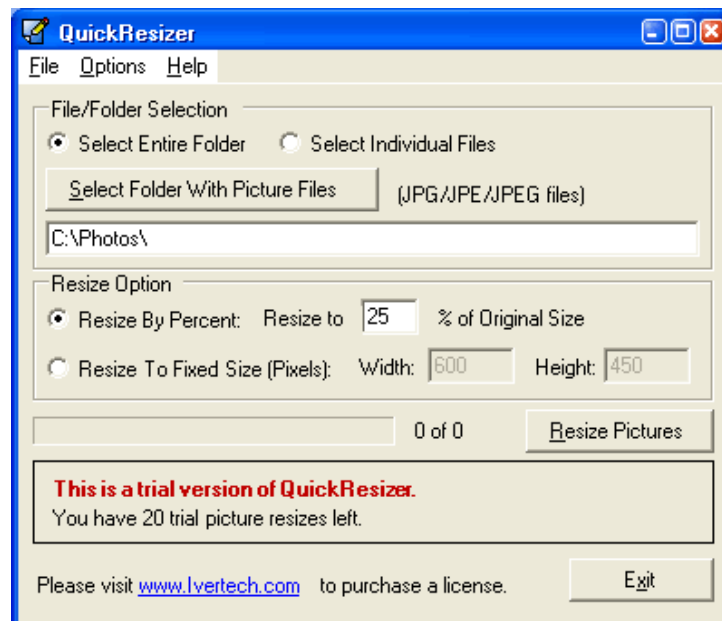 QuickResizer
File Options Help
File/Folder Selection
Select Entire Folder Select Individual Files
Select Folder With Picture Files (JPG/JPE/JPEG files)
C:\Photos\
Resize Option
Resize By Percent: Resize to 25 % of Original Size
Resize To Fixed Size (Pixels): Width: 600 Height: 450
0 of 0 Resize Pictures
This is a trial version of QuickResizer.
You have 20 trial picture resizes left.
Please visit www.Ivertech.com to purchase a license. Exit